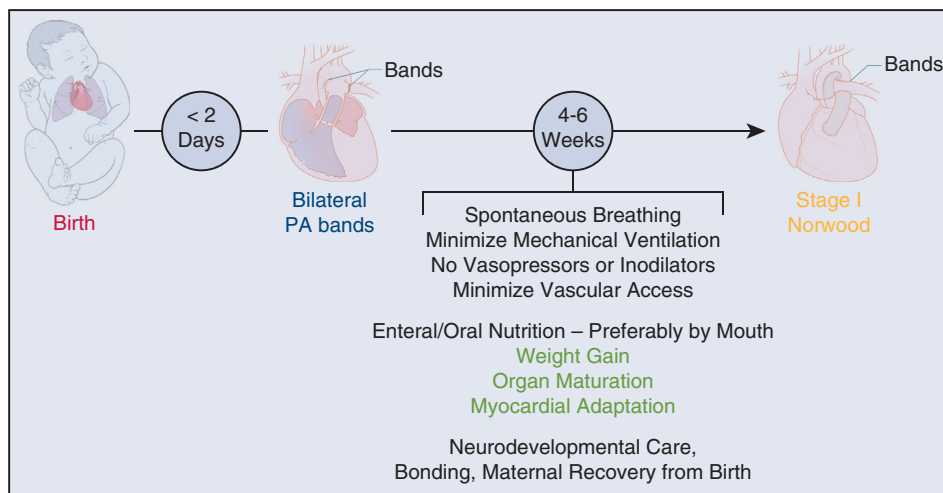 Birth
< 2
Days
Bands
Bilateral
PA bands
4-6
Weeks
Spontaneous Breathing
Minimize Mechanical Ventilation
No Vasopressors or Inodilators
Minimize Vascular Access
Enteral/Oral Nutrition – Preferably by Mouth
Weight Gain
Organ Maturation
Myocardial Adaptation
Neurodevelopmental Care,
Bonding, Maternal Recovery from Birth
Bands
Stage I
Norwood